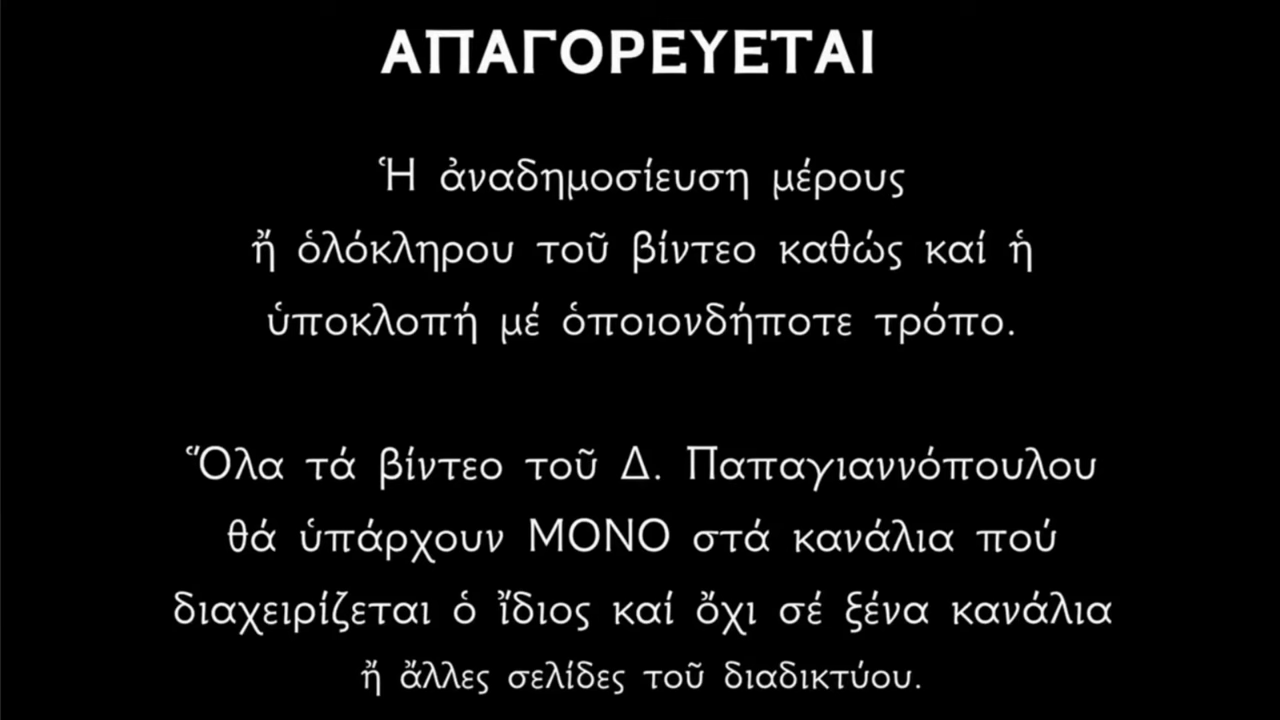 ΑΠΑΓΟΡΕΥΕΤΑΙ
Ἡ ἀναδημοσίευση μέρους
ἤ ὁλόκληρου τοῦ βίντεο καθώς καί ἡ
ὑποκλοπή μέ ὁποιονδήποτε τρόπο.
Ὅλα τά βίντεο τοῦ Δ. Παπαγιαννόπουλου
θά ὑπάρχουν ΜΟΝΟ στά κανάλια πού
διαχειρίζεται ὁ ἴδιος καί ὄχι σέ ξένα κανάλια
ἤ ἄλλες σελίδες τοῦ διαδικτύου.